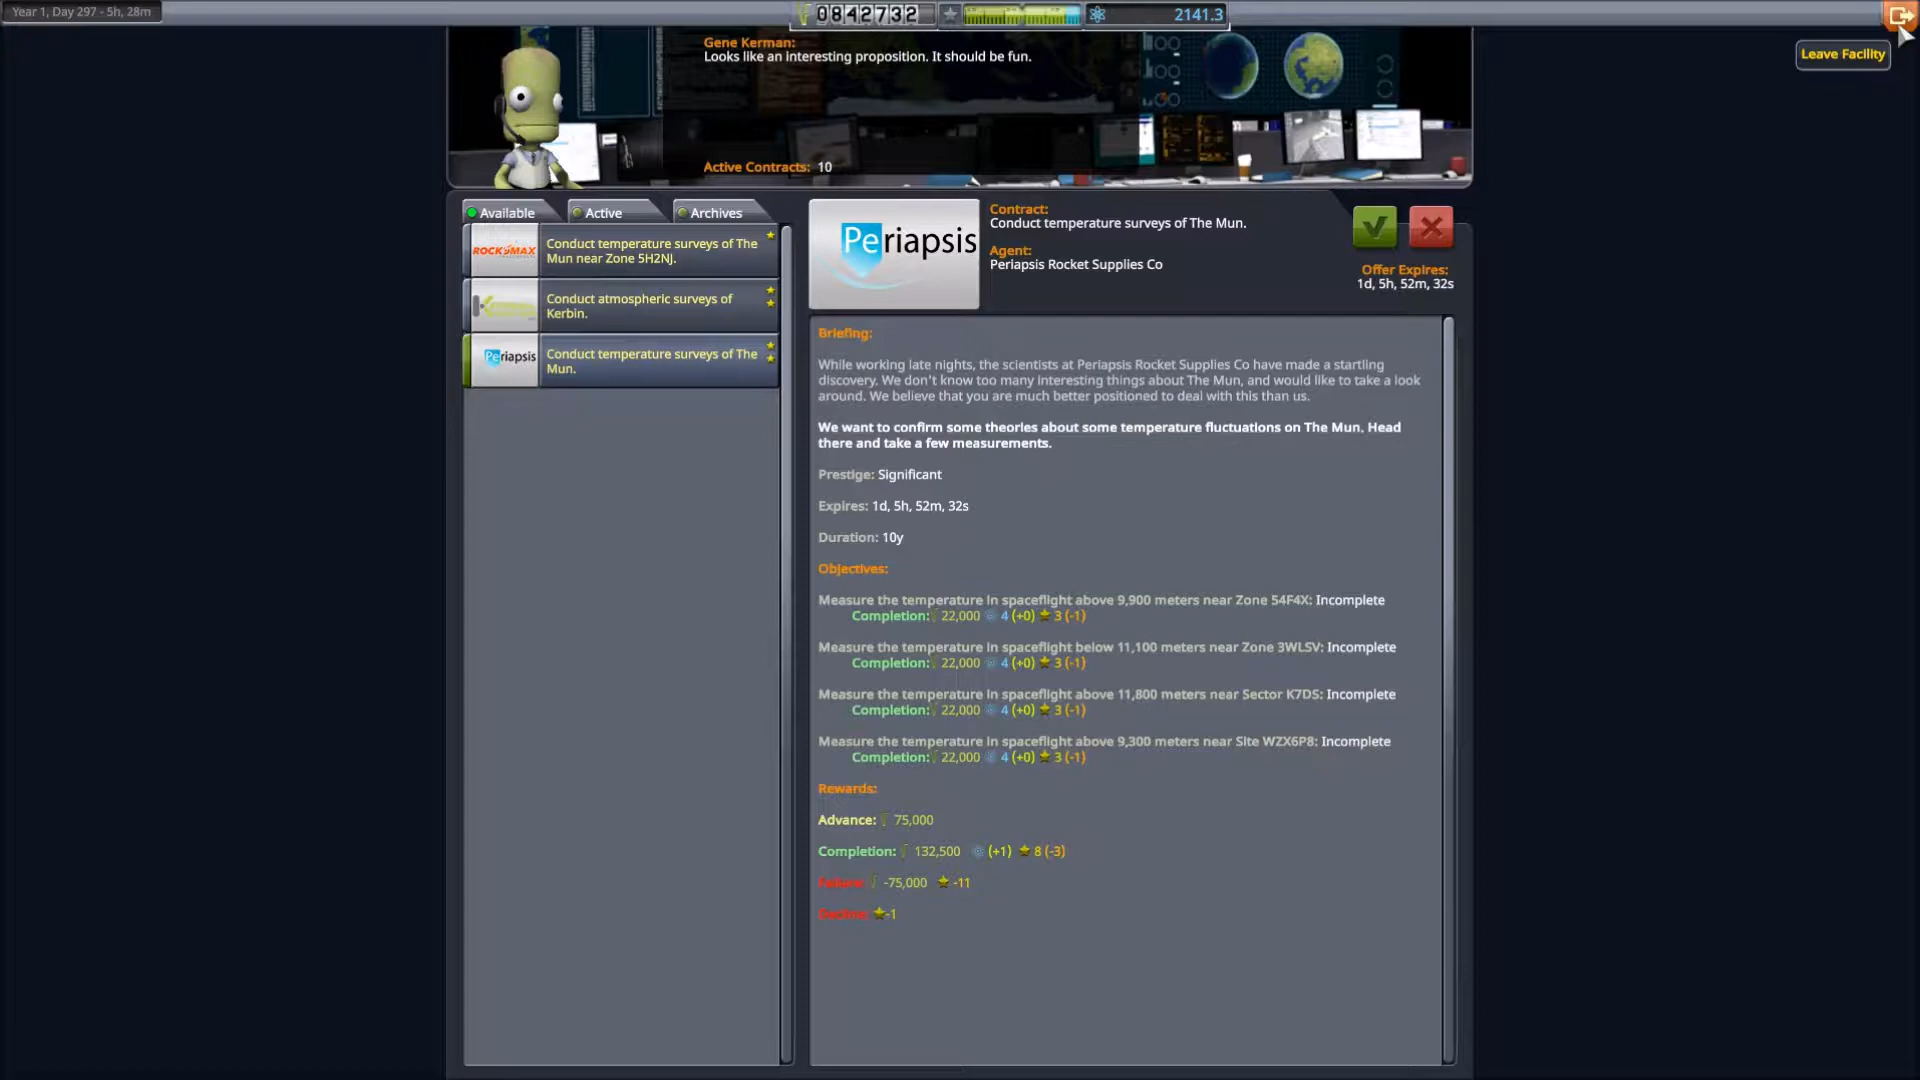 Year 1, Day 297 - 5h, 28m
0842732
2141.3
Leave Facility
Gene Kerman:
Looks like an interesting proposition. It should be fun.
Active Contracts: 10
Available
Active
Archives
ROCKOMAX
Conduct temperature surveys of The
Mun near Zone 5H2NJ.
Conduct atmospheric surveys of
Kerbin.
Periapsis
Conduct temperature surveys of The
Mun.
Periapsis
Contract:
Conduct temperature surveys of The Mun.
Agent:
Periapsis Rocket Supplies Co
Offer Expires:
1d, 5h, 52m, 32s
Briefing:
While working late nights, the scientists at Periapsis Rocket Supplies Co have made a startling
discovery. We don't know too many interesting things about The Mun, and would like to take a look
around. We believe that you are much better positioned to deal with this than us.
We want to confirm some theories about some temperature fluctuations on The Mun. Head
there and take a few measurements.
Prestige: Significant
Expires: 1d, 5h, 52m, 32s
Duration: 10y
Objectives:
Measure the temperature in spaceflight above 9,900 meters near Zone 54F4X: Incomplete
Completion: 22,000 4 (+0) 3 (-1)
Measure the temperature in spaceflight below 11,100 meters near Zone 3WLSV: Incomplete
Completion: 22,000 4 (+0) 3 (-1)
Measure the temperature in spaceflight above 11,800 meters near Sector K7DS: Incomplete
Completion: 22,000 4 (+0) 3 (-1)
Measure the temperature in spaceflight above 9,300 meters near Site WZX6P8: Incomplete
Completion: 22,000 4 (+0) 3 (-1)
Rewards:
Advance: 75,000
Completion: 132,500 (+1) 8 (-3)
Failure: -75,000 -11
Decline: -1